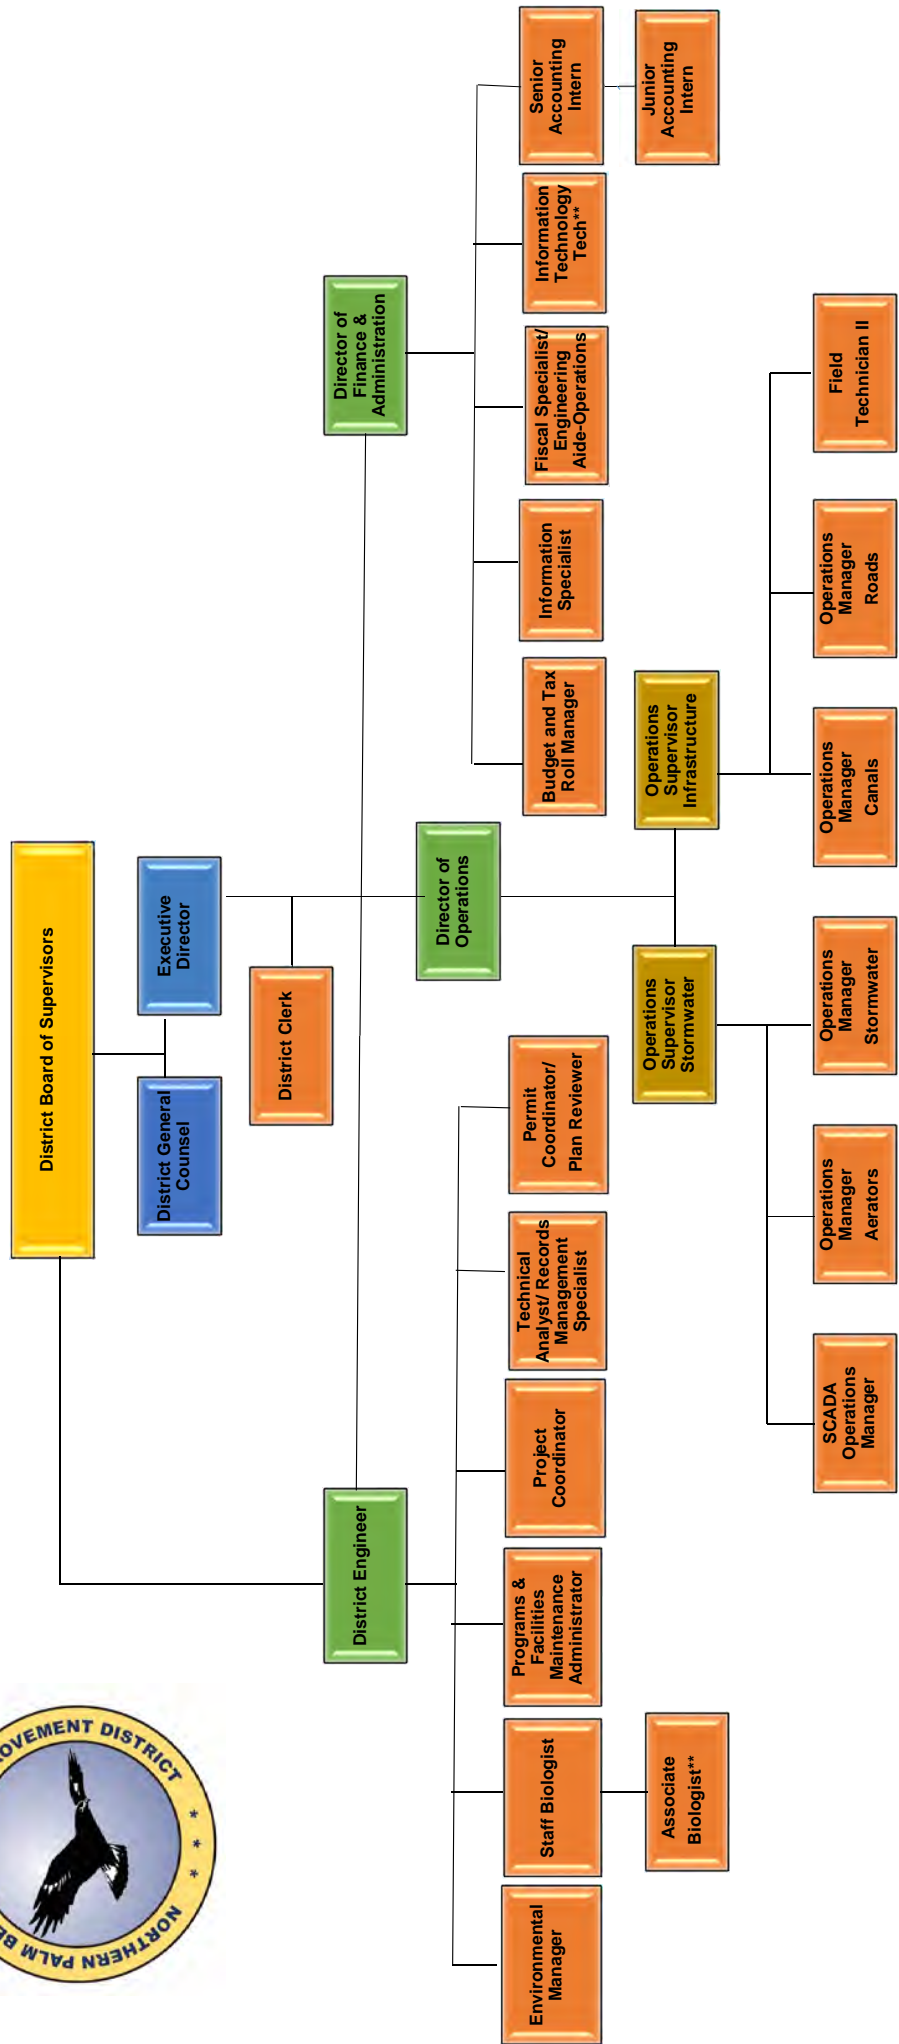 District Board of Supervisors
District General
Counsel
Executive
Director
District Clerk
District Engineer
Director of
Operations
Director of
Finance &
Administration
Environmental
Manager
Staff Biologist
Programs &
Facilities
Maintenance
Administrator
Project
Coordinator
Technical
Analyst/ Records
Management
Specialist
Permit
Coordinator/
Plan Reviewer
Budget and Tax
Roll Manager
Information
Specialist
Fiscal Specialist/
Engineering
Aide-Operations
Information
Technology
Tech**
Senior
Accounting
Intern
Associate
Biologist**
Operations
Supervisor
Stormwater
Operations
Supervisor
Infrastructure
Junior
Accounting
Intern
SCADA
Operations
Manager
Operations
Manager
Aerators
Operations
Manager
Stormwater
Operations
Manager
Canals
Operations
Manager
Roads
Field
Technician II
NORTHERN PALM
DISTRICT
* * *